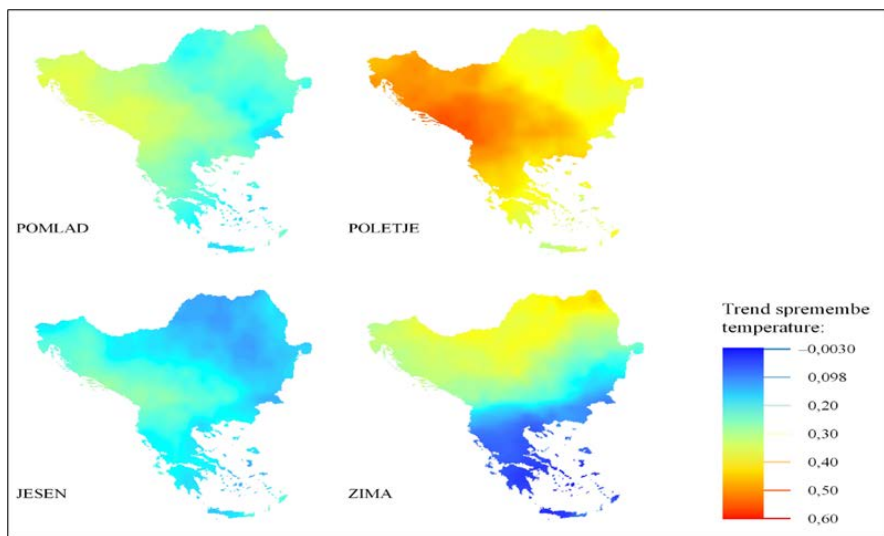 POMLAD
POLETJE
JESEN
ZIMA
Trend spremembe
temperature:
–0,0030
0,098
0,20
0,30
0,40
0,50
0,60